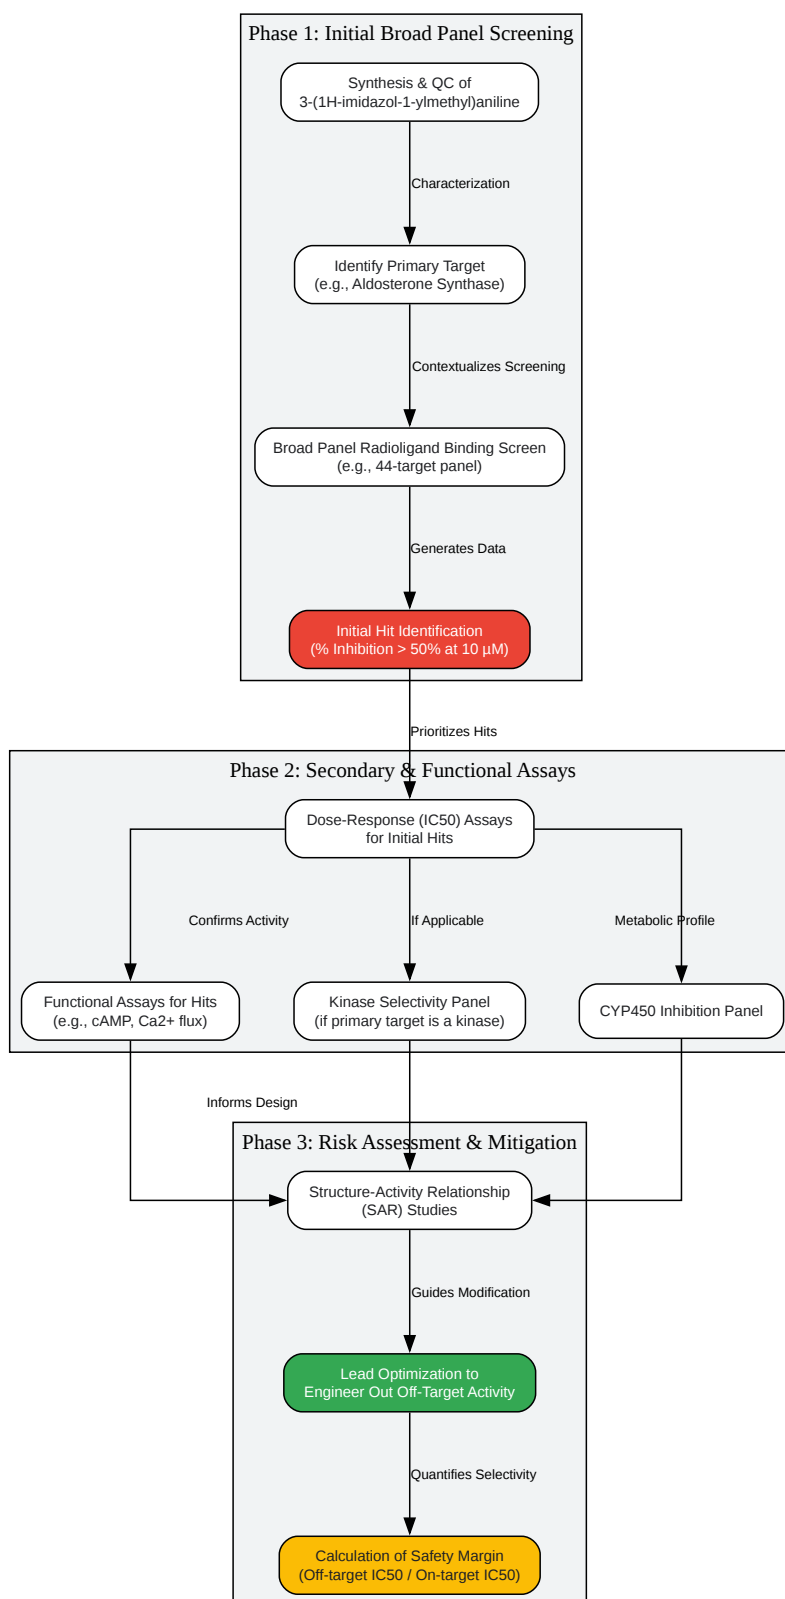 Phase 1: Initial Broad Panel Screening
Synthesis & QC of
3-(1H-imidazol-1-ylmethyl)aniline
Characterization
Identify Primary Target
(e.g., Aldosterone Synthase)
Contextualizes Screening
Broad Panel Radioligand Binding Screen
(e.g., 44-target panel)
Generates Data
Initial Hit Identification
(% Inhibition > 50% at 10 µM)
Prioritizes Hits
Phase 2: Secondary & Functional Assays
Dose-Response (IC50) Assays
for Initial Hits
Confirms Activity
If Applicable
Metabolic Profile
Functional Assays for Hits
(e.g., cAMP, Ca2+ flux)
Kinase Selectivity Panel
(if primary target is a kinase)
CYP450 Inhibition Panel
Informs Design
Phase 3: Risk Assessment & Mitigation
Structure-Activity Relationship
(SAR) Studies
Guides Modification
Lead Optimization to
Engineer Out Off-Target Activity
Quantifies Selectivity
Calculation of Safety Margin
(Off-target IC50 / On-target IC50)